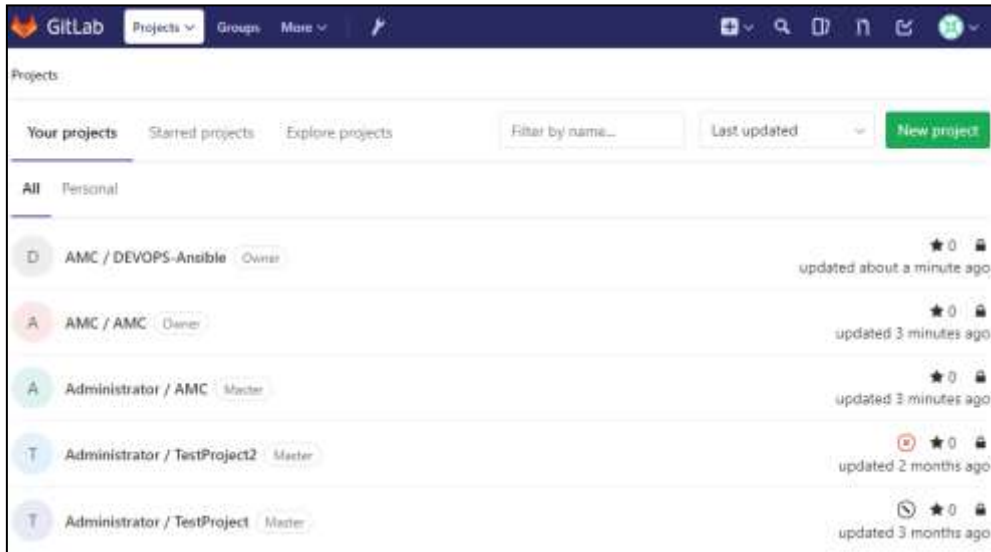 GitLab Projects Groups More
Projects
Your projects Starred projects Explore projects Filter by name... Last updated New project
All Personal
D AMC / DEVOPS-Ansible Owner ★ 0
updated about a minute ago
A AMC / AMC Owner ★ 0
updated 3 minutes ago
A Administrator / AMC Master ★ 0
updated 3 minutes ago
T Administrator / TestProject2 Master ★ 0
updated 2 months ago
T Administrator / TestProject Master ★ 0
updated 3 months ago